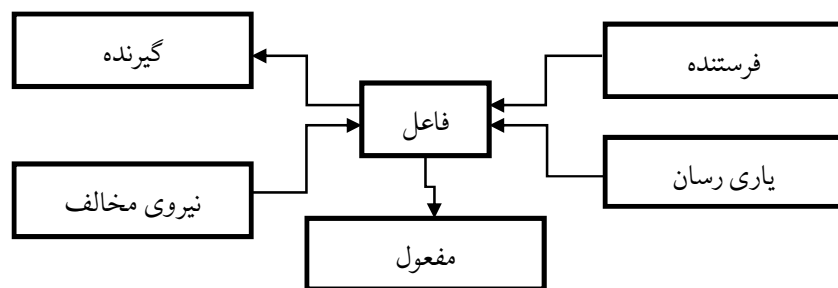 فرستنده
گیرنده
فاعل
یاری رسان
نیروی مخالف
مفعول